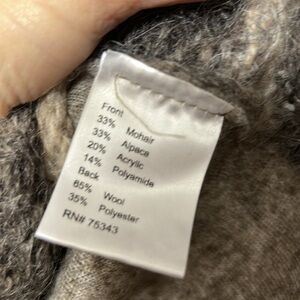 Front
33% Mohair
33% Alpaca
20% Acrylic
14% Polyamide
Back
65% Wool
35% Polyester
RN# 75343